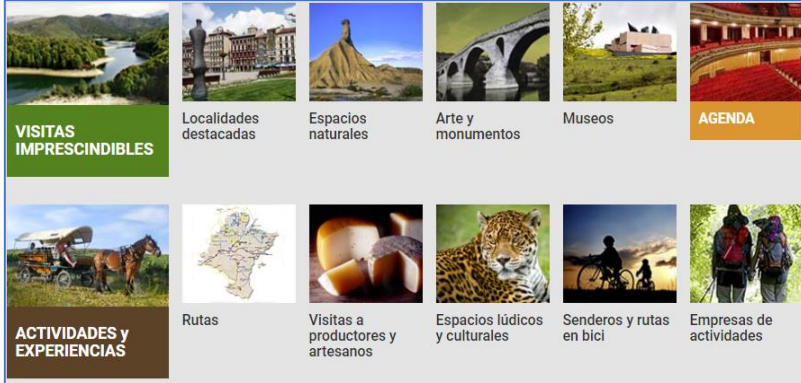 VISITAS
IMPRESCINDIBLES
Localidades
destacadas
Espacios
naturales
Arte y
monumentos
Museos
AGENDA
ACTIVIDADES y
EXPERIENCIAS
Rutas
Visitas a
productores y
artesanos
Espacios lúdicos
y culturales
Senderos y rutas
en bici
Empresas de
actividades